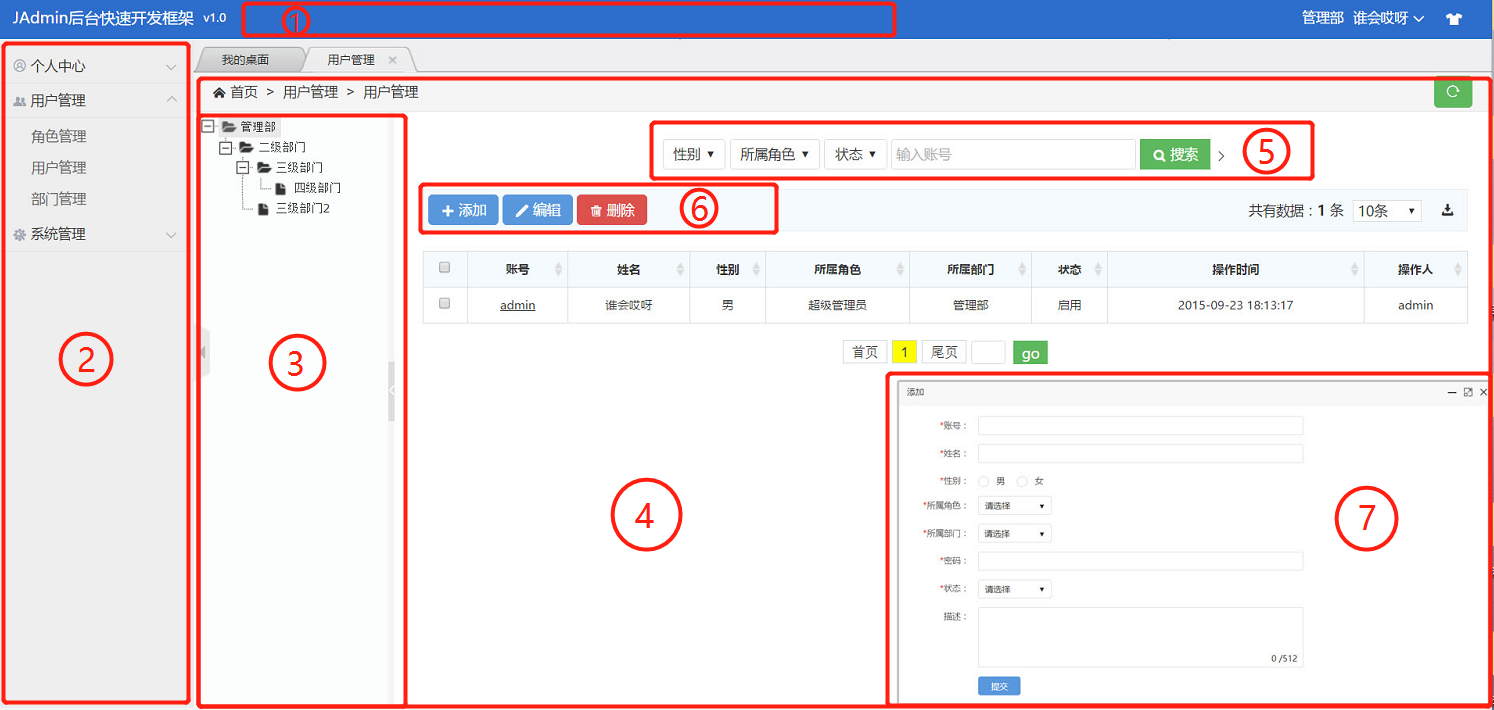 JAdmin后台快速开发框架 v1.0
1
管理部 谁会哎呀
我的桌面
用户管理
个人中心
用户管理
角色管理
用户管理
部门管理
系统管理
2
首页 > 用户管理 > 用户管理
管理部
二级部门
三级部门
四级部门
三级部门2
3
性别 所属角色 状态 输入账号 搜索 > 5
添加 编辑 删除 6
共有数据：1 条 10条
账号 姓名 性别 所属角色 所属部门 状态 操作时间 操作人
admin 谁会哎呀 男 超级管理员 管理部 启用 2015-09-23 18:13:17 admin
首页 1 尾页 go
4
添加
*账号：
*姓名：
*性别： 男 女
*所属角色： 请选择
*所属部门： 请选择
*密码：
*状态： 请选择
描述：
0 /512
提交
7